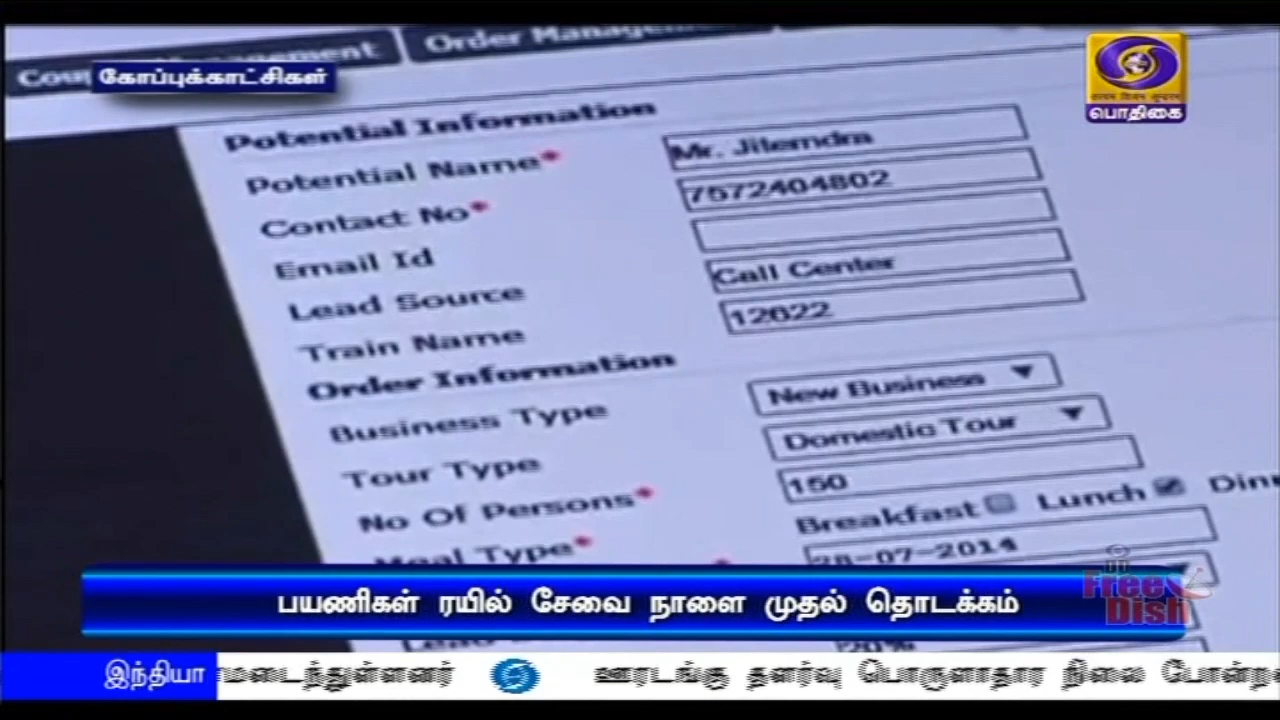 Management Order
கோப்புக்காட்சிகள்
பொதிகை
Potential Information
Potential Name* Mr. Jitemdra
Contact No* 7572404802
Email Id
Lead Source Call Center
Train Name 12622
Order Information
Business Type New Business
Tour Type Domestic Tour
No Of Persons* 150
Meal Type* Breakfast Lunch
28-07-2014
20%
பயணிகள் ரயில் சேவை நாளை முதல் தொடக்கம்
Free Dish
இந்தியா மடைந்துள்ளனர் ஊரடங்கு தளர்வு பொருளாதார நிலை போன்ற